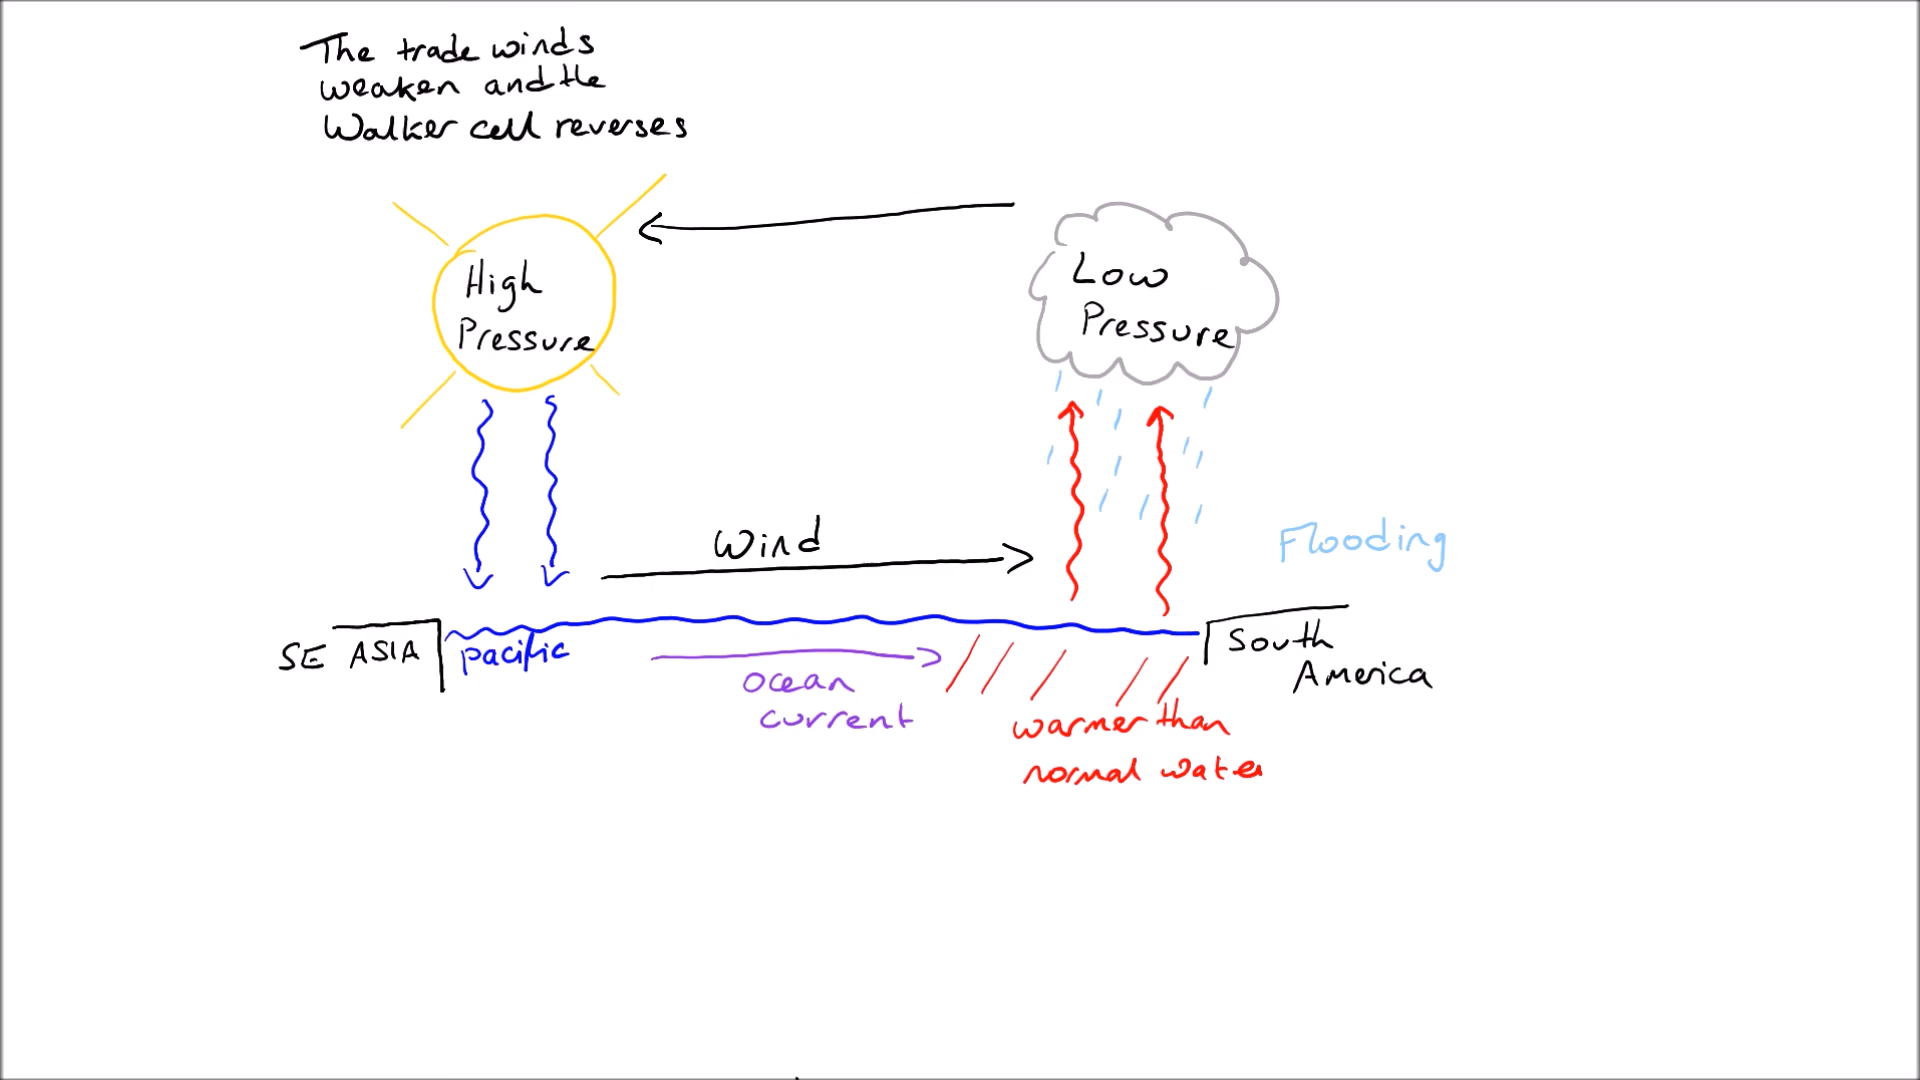 The trade winds
weaken and the
Walker cell reverses
High
Pressure
Low
Pressure
Wind
Flooding
SE ASIA
pacific
South
America
ocean
current
warmer than
normal water